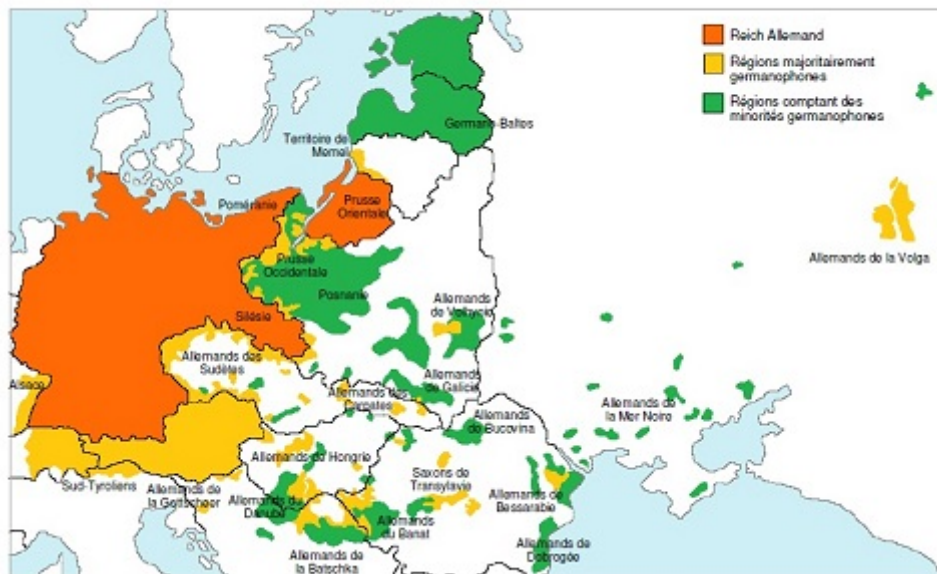 Reich Allemand
Régions majoritairement
germanophones
Régions comptant des
minorités germanophones
Germano-Baltes
Territoire de
Memel
Poméranie
Prusse
Orientale
Prusse
Occidentale
Posnanie
Allemands de la Volga
Silésie
Allemands
de Volhynie
Allemands des
Sudètes
Alsace
Allemands
de Galicie
Allemands des
Carpates
Allemands
de Bucovina
Allemands de
la Mer Noire
Allemands de Hongrie
Saxons de
Transylavie
Sud-Tyroliens
Allemands de
la Gottscheer
Allemands du
Danube
Allemands de
Bessarabie
Allemands
du Banat
Allemands de
la Batschka
Allemands de
Dobrogée